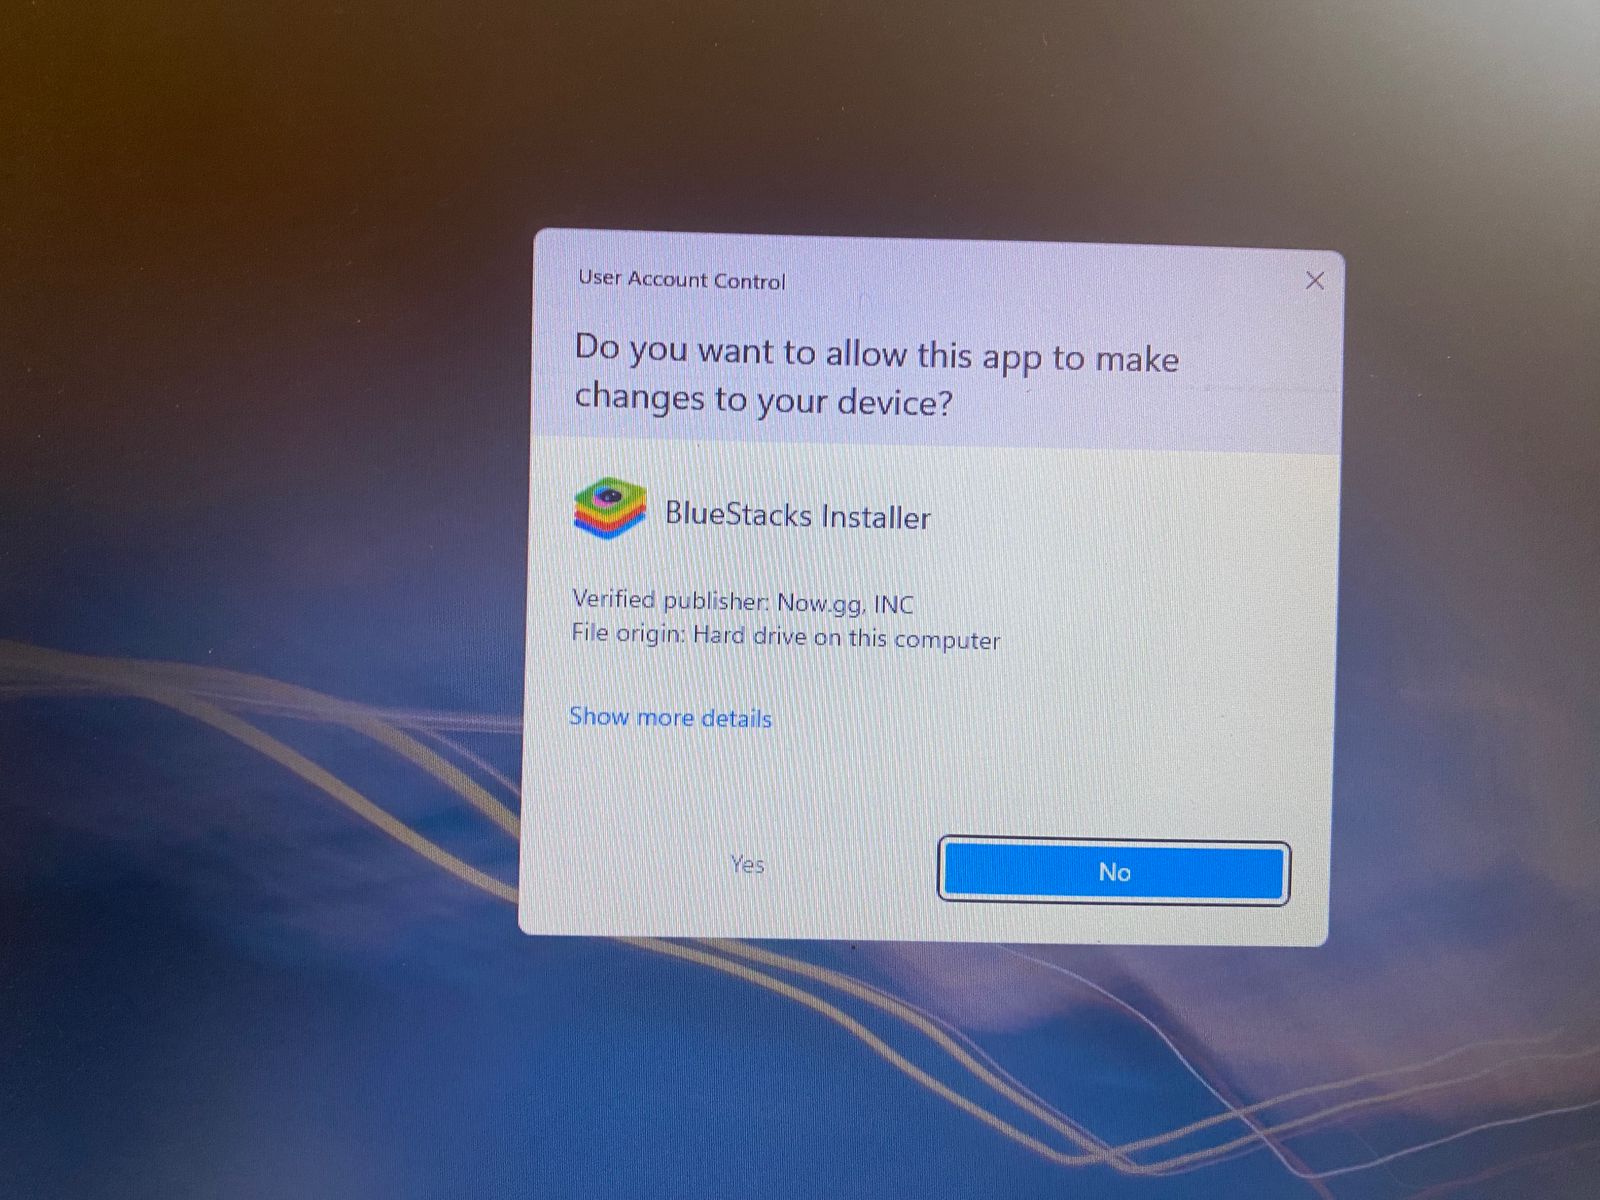 User Account Control
Do you want to allow this app to make
changes to your device?
BlueStacks Installer
Verified publisher: Now.gg, INC
File origin: Hard drive on this computer
Show more details
Yes
No